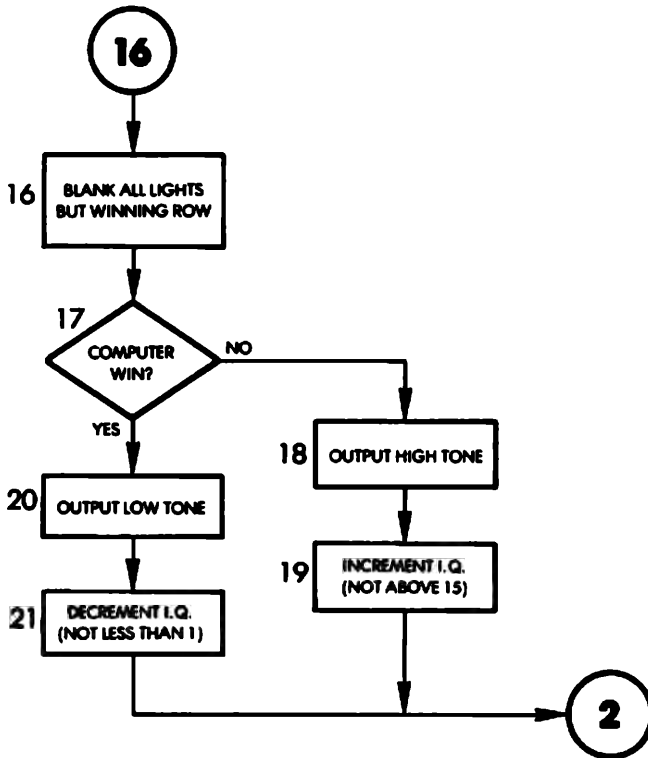 16
16
BLANK ALL LIGHTS
BUT WINNING ROW
17
COMPUTER
WIN?
NO
YES
18
OUTPUT HIGH TONE
20
OUTPUT LOW TONE
19
INCREMENT I.Q.
(NOT ABOVE 15)
21
DECREMENT I.Q.
(NOT LESS THAN 1)
2